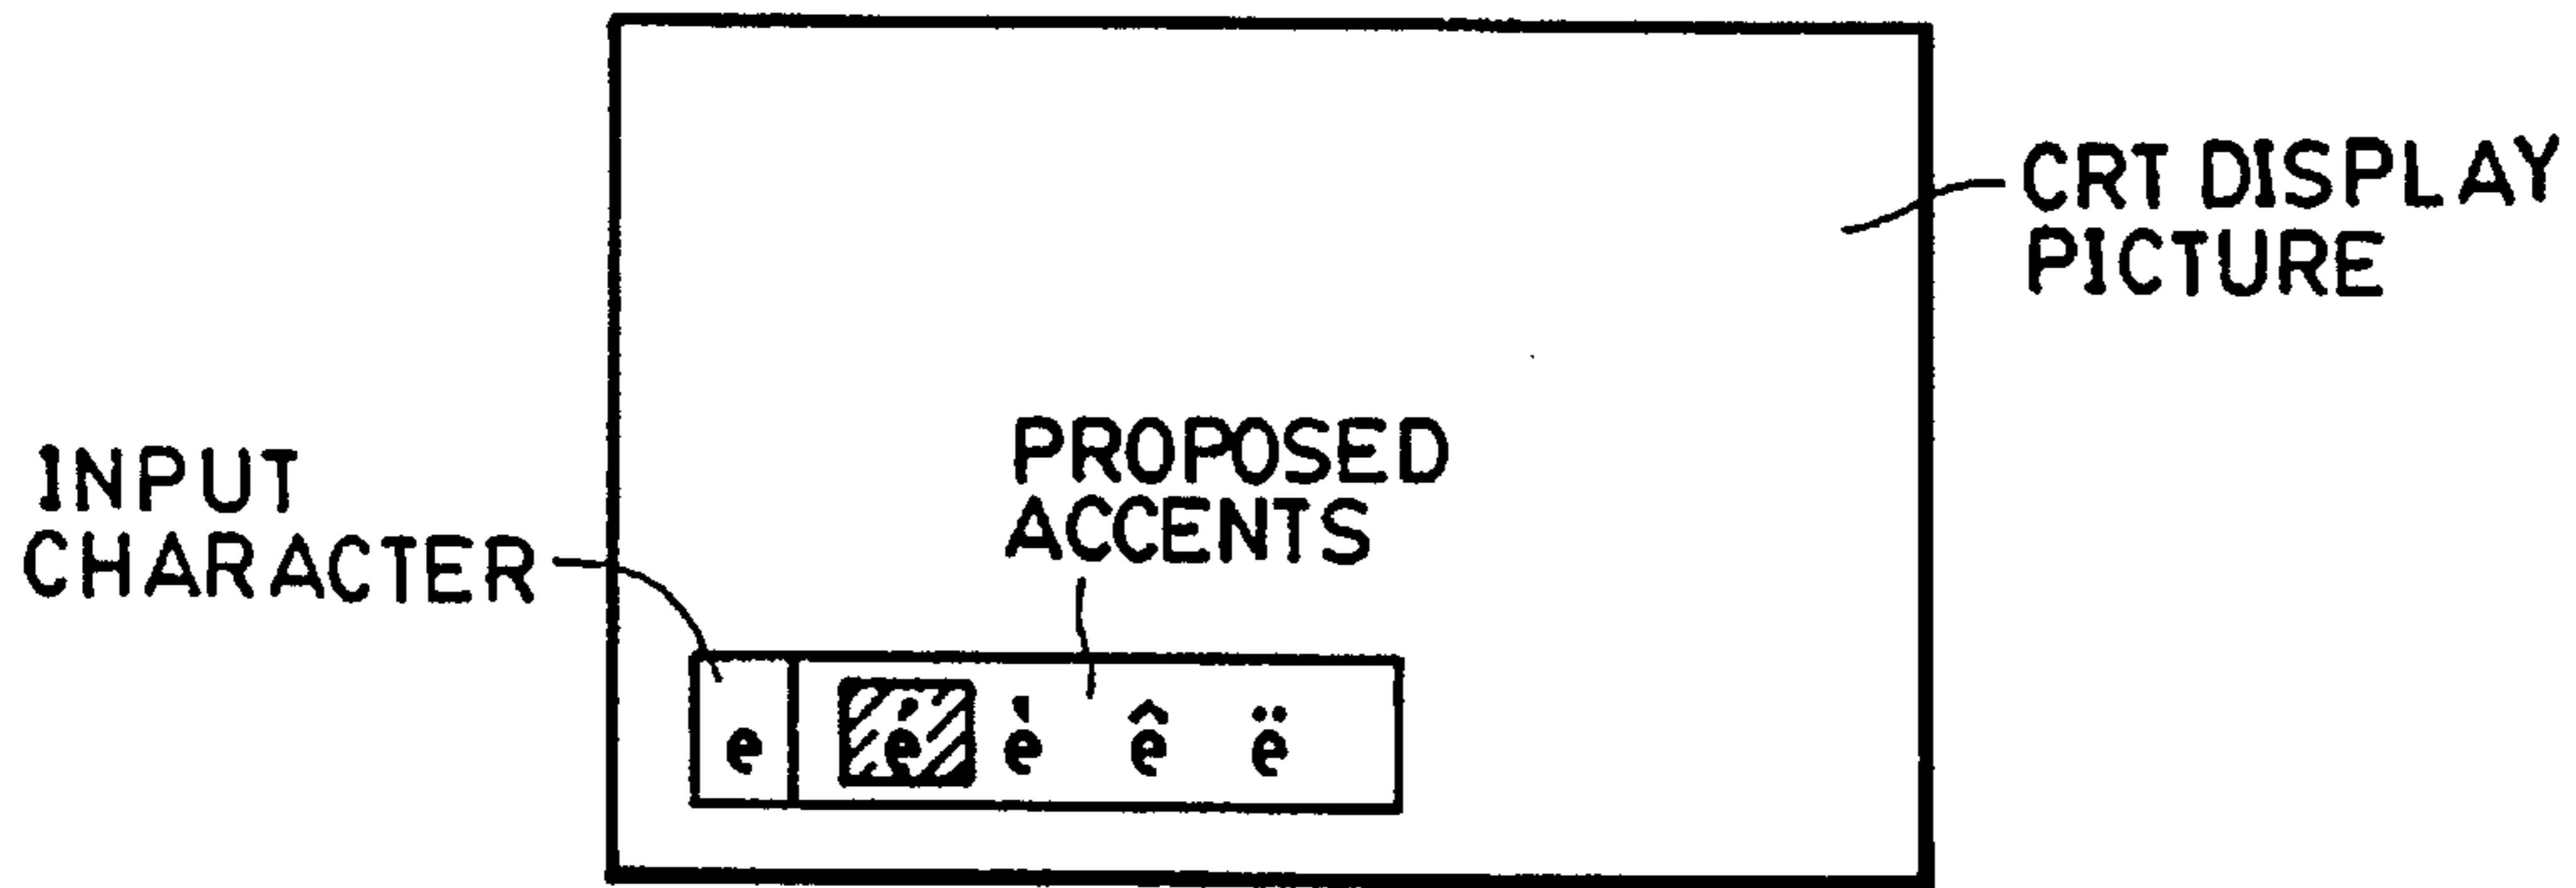 CRT DISPLAY
PICTURE
PROPOSED
ACCENTS
INPUT
CHARACTER
e é è ê ë